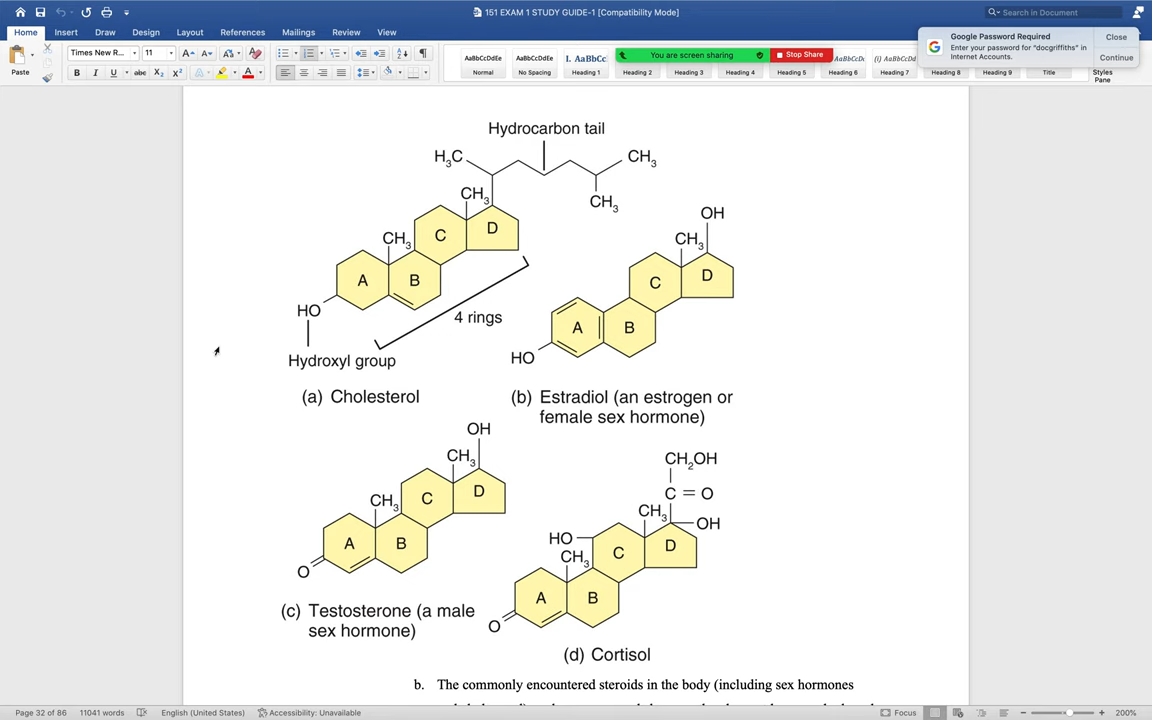 151 EXAM 1 STUDY GUIDE-1 [Compatibility Mode]
Search in Document
Home Insert Draw Design Layout References Mailings Review View
Google Password Required
Enter your password for "docgriffiths" in
Internet Accounts.
Close
Continue
Paste
Times New R...
11
You are screen sharing
Stop Share
AaBbCcDdEe
Normal
AaBbCcDdEe
No Spacing
I. AaBbCc
Heading 1
Heading 2
Heading 3
Heading 4
Heading 5
Heading 6
Heading 7
Heading 8
Heading 9
Title
Styles
Pane
Hydrocarbon tail
H₃C
CH₃
CH₃
CH₃
CH₃
A B C D
HO
4 rings
Hydroxyl group
(a) Cholesterol
OH
CH₃
A B C D
HO
(b) Estradiol (an estrogen or
female sex hormone)
OH
CH₃
CH₃
A B C D
O
(c) Testosterone (a male
sex hormone)
CH₂OH
C = O
CH₃
OH
HO
CH₃
A B C D
O
(d) Cortisol
b. The commonly encountered steroids in the body (including sex hormones
Page 32 of 86 11041 words English (United States) Accessibility: Unavailable
Focus
200%